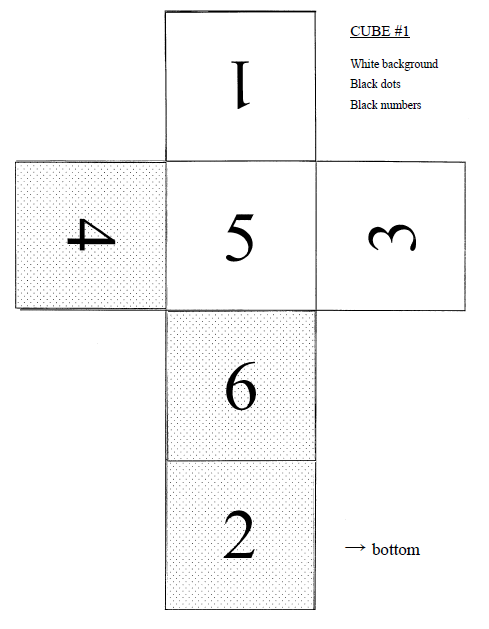 CUBE #1
White background
Black dots
Black numbers
1
4 5 3
6
2
→ bottom